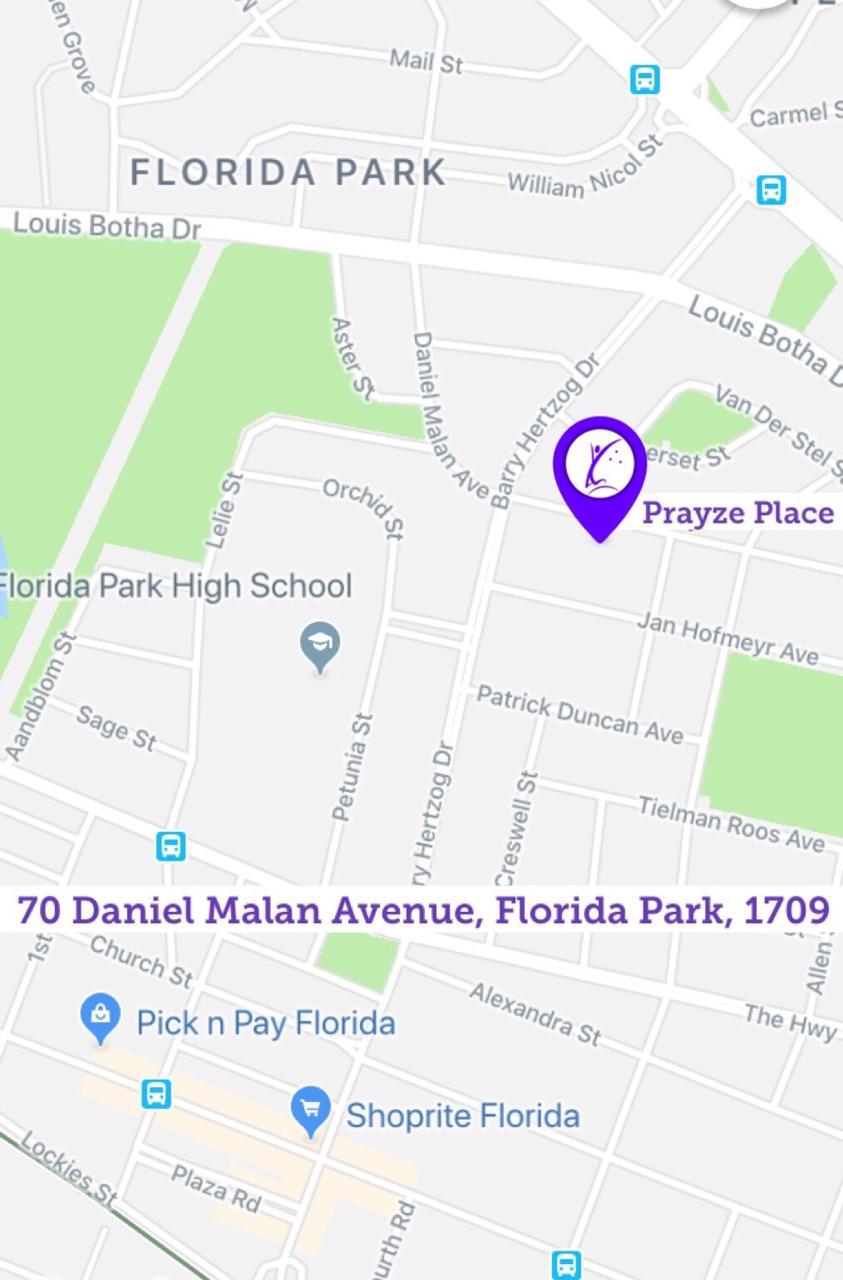 Mail St
Carmel S
FLORIDA PARK
William Nicol St
Louis Botha Dr
Louis Botha D
Aster St
Daniel Malan Ave
Barry Hertzog Dr
Van Der Stel S
erset St
Lelie St
Orchid St
Prayze Place
Florida Park High School
Jan Hofmeyr Ave
Aandblom St
Sage St
Patrick Duncan Ave
Petunia St
ry Hertzog Dr
Creswell St
Tielman Roos Ave
70 Daniel Malan Avenue, Florida Park, 1709
1st
Church St
Allen
Alexandra St
The Hwy
Pick n Pay Florida
Shoprite Florida
Lockies St
Plaza Rd
urth Rd
en Grove